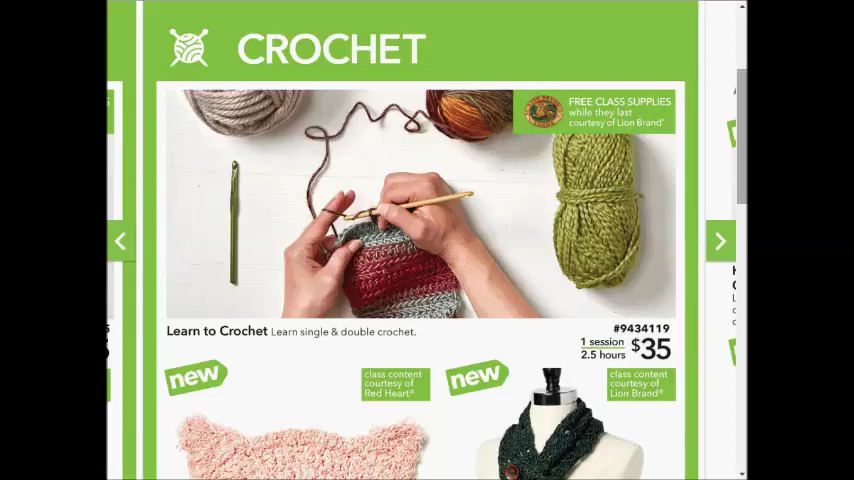 CROCHET
FREE CLASS SUPPLIES
while they last
courtesy of Lion Brand®
Learn to Crochet Learn single & double crochet.
#9434119
1 session
2.5 hours
$35
new
class content
courtesy of
Red Heart®
new
class content
courtesy of
Lion Brand®